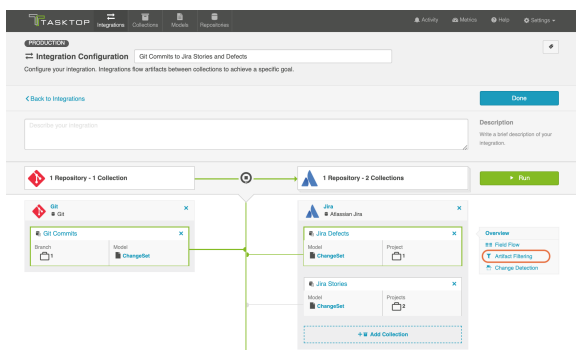 TASKTOP
Integrations
Collections
Models
Repositories
Activity
Metrics
Help
Settings
PRODUCTION
Integration Configuration
Git Commits to Jira Stories and Defects
Configure your integration. Integrations flow artifacts between collections to achieve a specific goal.
Back to Integrations
Done
Describe your integration
Description
Write a brief description of your
integration.
1 Repository - 1 Collection
1 Repository - 2 Collections
Run
Git
Git
Jira
Atlassian Jira
Git Commits
Branch
1
Model
ChangeSet
Jira Defects
Model
ChangeSet
Project
1
Jira Stories
Model
ChangeSet
Projects
2
+ Add Collection
Overview
Field Flow
Artifact Filtering
Change Detection